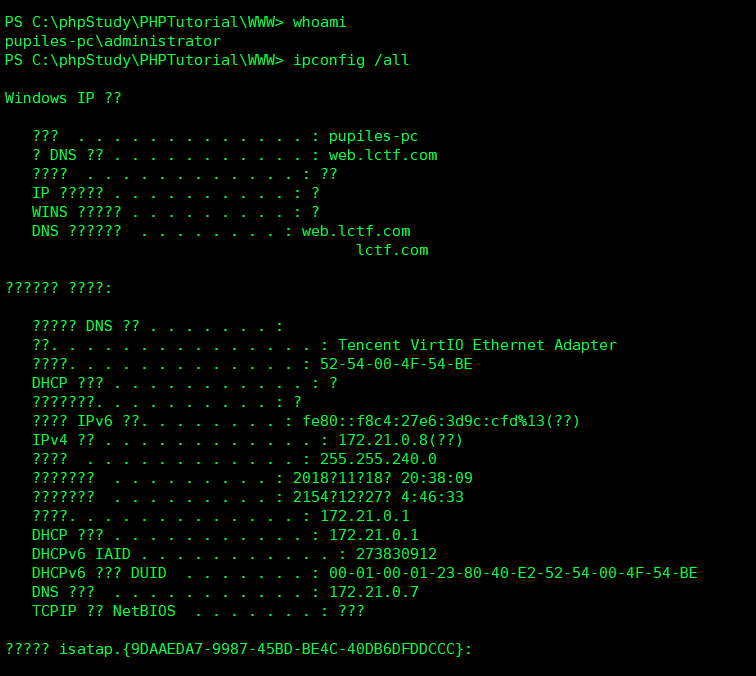 PS C:\phpStudy\PHPTutorial\WWW> whoami
pupiles-pc\administrator
PS C:\phpStudy\PHPTutorial\WWW> ipconfig /all
Windows IP ??
???  . . . . . . . . . . . . . : pupiles-pc
? DNS ?? . . . . . . . . . . . : web.lctf.com
????  . . . . . . . . . . . . : ??
IP ????? . . . . . . . . . . : ?
WINS ????? . . . . . . . . . : ?
DNS ??????  . . . . . . . . : web.lctf.com
lctf.com
?????? ????:
????? DNS ?? . . . . . . . :
??. . . . . . . . . . . . . . . : Tencent VirtIO Ethernet Adapter
????. . . . . . . . . . . . . : 52-54-00-4F-54-BE
DHCP ??? . . . . . . . . . . . : ?
???????. . . . . . . . . . : ?
???? IPv6 ??. . . . . . . . : fe80::f8c4:27e6:3d9c:cfd%13(??)
IPv4 ?? . . . . . . . . . . . . : 172.21.0.8(??)
????  . . . . . . . . . . . . : 255.255.240.0
???????  . . . . . . . . . : 2018?11?18? 20:38:09
???????  . . . . . . . . . : 2154?12?27? 4:46:33
????. . . . . . . . . . . . . : 172.21.0.1
DHCP ??? . . . . . . . . . . . : 172.21.0.1
DHCPv6 IAID . . . . . . . . . . . : 273830912
DHCPv6 ??? DUID  . . . . . . . : 00-01-00-01-23-80-40-E2-52-54-00-4F-54-BE
DNS ???  . . . . . . . . . . . : 172.21.0.7
TCPIP ?? NetBIOS  . . . . . . . : ???
????? isatap.{9DAAEDA7-9987-45BD-BE4C-40DB6DFDDCCC}: